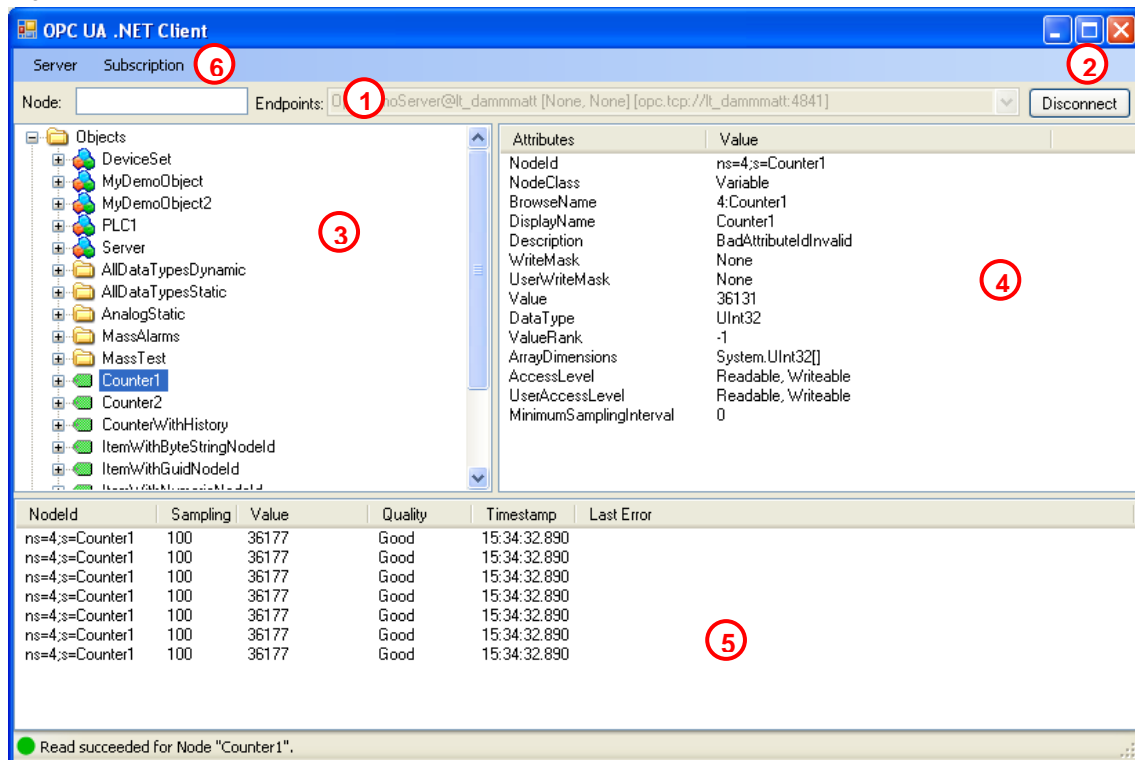 OPC UA .NET Client
Server Subscription 6
2
Node: Endpoints: 1 noServer@lt_dammmatt [None, None] [opc.tcp://lt_dammmatt:4841] Disconnect
Objects
DeviceSet
MyDemoObject
MyDemoObject2
PLC1
Server
AllDataTypesDynamic
AllDataTypesStatic
AnalogStatic
MassAlarms
MassTest
Counter1
Counter2
CounterWithHistory
ItemWithByteStringNodeId
ItemWithGuidNodeId
3
Attributes Value
NodeId ns=4;s=Counter1
NodeClass Variable
BrowseName 4:Counter1
DisplayName Counter1
Description BadAttributeIdInvalid
WriteMask None
UserWriteMask None
Value 36131
DataType UInt32
ValueRank -1
ArrayDimensions System.UInt32[]
AccessLevel Readable, Writeable
UserAccessLevel Readable, Writeable
MinimumSamplingInterval 0
4
NodeId Sampling Value Quality Timestamp Last Error
ns=4;s=Counter1 100 36177 Good 15:34:32.890
ns=4;s=Counter1 100 36177 Good 15:34:32.890
ns=4;s=Counter1 100 36177 Good 15:34:32.890
ns=4;s=Counter1 100 36177 Good 15:34:32.890
ns=4;s=Counter1 100 36177 Good 15:34:32.890
ns=4;s=Counter1 100 36177 Good 15:34:32.890
ns=4;s=Counter1 100 36177 Good 15:34:32.890
5
Read succeeded for Node "Counter1".